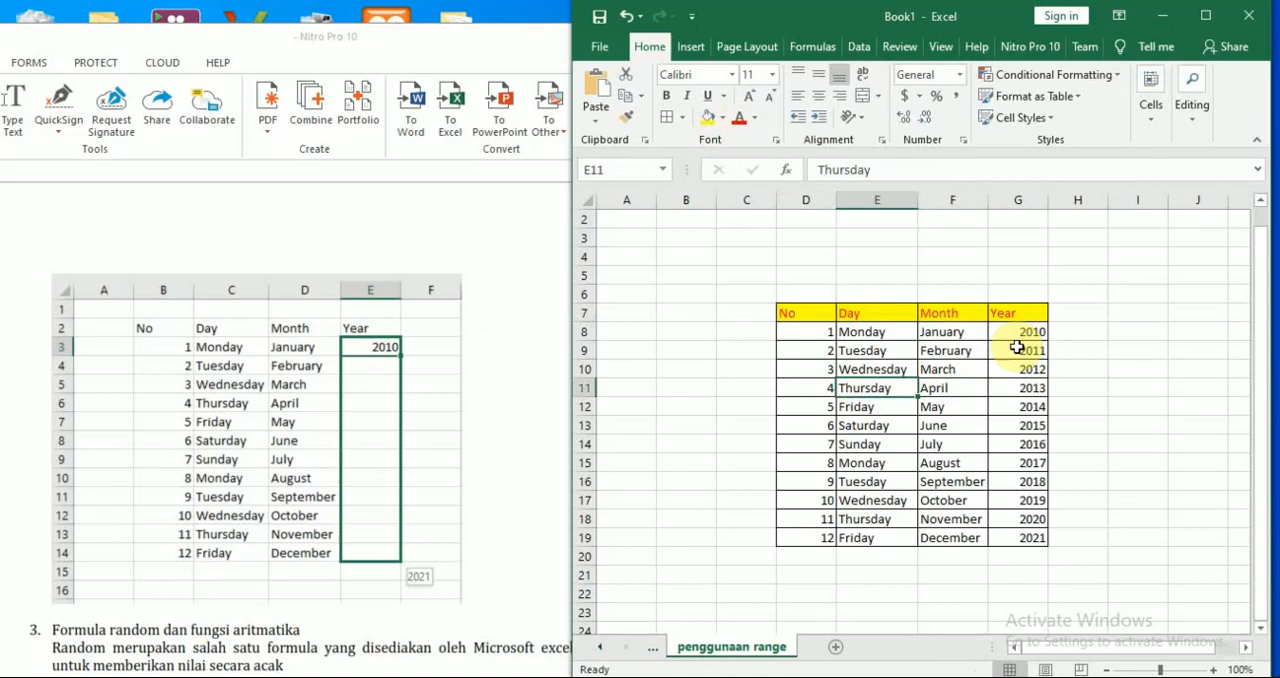 - Nitro Pro 10
FORMS PROTECT CLOUD HELP
Type Text
QuickSign
Request Signature
Share
Collaborate
PDF
Combine
Portfolio
To Word
To Excel
To PowerPoint
To Other
Tools
Create
Convert
A B C D E F
1
2 No Day Month Year
3 1 Monday January 2010
4 2 Tuesday February
5 3 Wednesday March
6 4 Thursday April
7 5 Friday May
8 6 Saturday June
9 7 Sunday July
10 8 Monday August
11 9 Tuesday September
12 10 Wednesday October
13 11 Thursday November
14 12 Friday December
15
2021
16
3. Formula random dan fungsi aritmatika
Random merupakan salah satu formula yang disediakan oleh Microsoft excel
untuk memberikan nilai secara acak
Book1 - Excel
Sign in
File Home Insert Page Layout Formulas Data Review View Help Nitro Pro 10 Team Tell me Share
Paste
Calibri 11
B I U
A A
A
ab
c
General
$ % ,
.00
.00
Conditional Formatting
Format as Table
Cell Styles
Cells
Editing
Clipboard Font Alignment Number Styles
E11 fx Thursday
A B C D E F G H I J
2
3
4
5
6
7 No Day Month Year
8 1 Monday January 2010
9 2 Tuesday February 2011
10 3 Wednesday March 2012
11 4 Thursday April 2013
12 5 Friday May 2014
13 6 Saturday June 2015
14 7 Sunday July 2016
15 8 Monday August 2017
16 9 Tuesday September 2018
17 10 Wednesday October 2019
18 11 Thursday November 2020
19 12 Friday December 2021
20
21
22
23
24
Activate Windows
Go to Settings to activate Windows.
... penggunaan range
Ready
100%